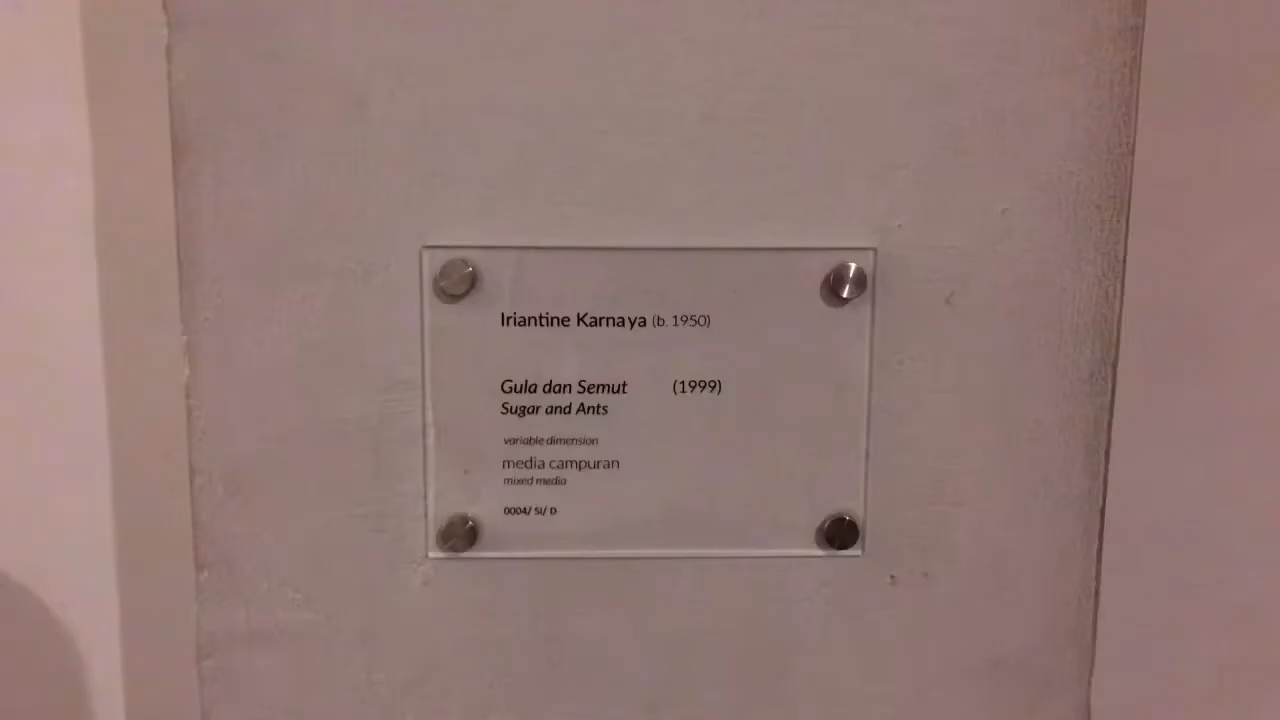 Iriantine Karnaya (b. 1950)
Gula dan Semut (1999)
Sugar and Ants
variable dimension
media campuran
mixed media
0004/ SI/ D